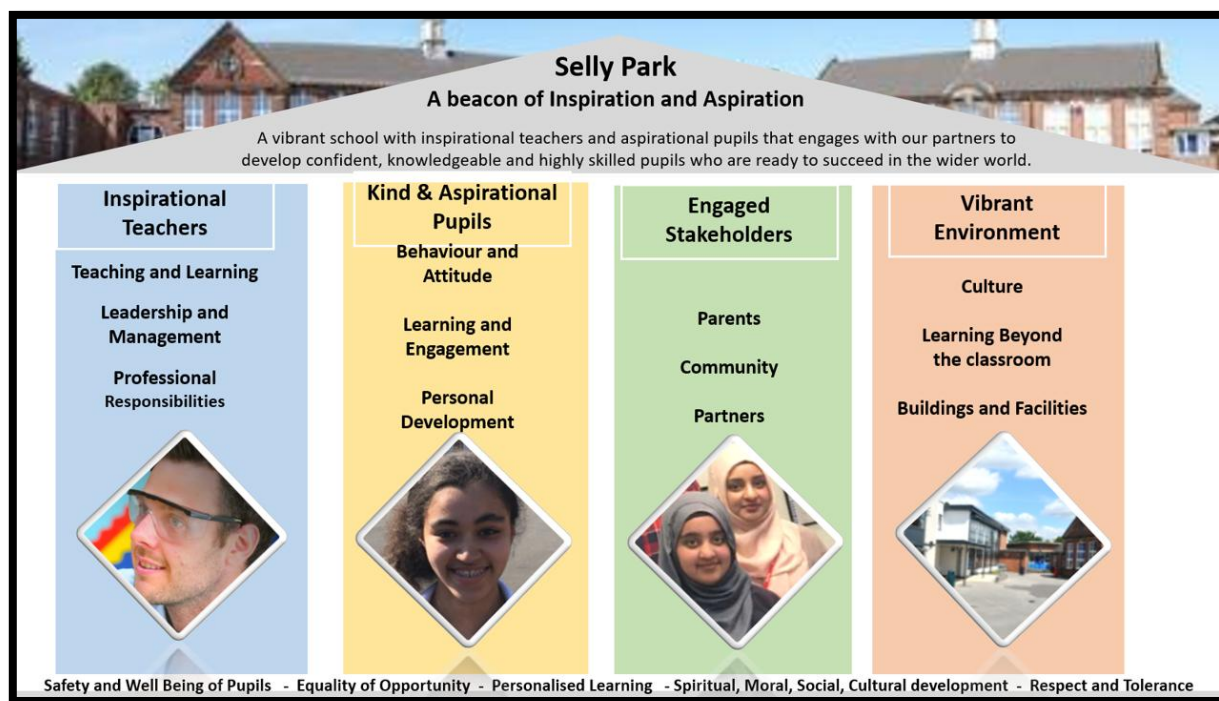 Selly Park
A beacon of Inspiration and Aspiration
A vibrant school with inspirational teachers and aspirational pupils that engages with our partners to
develop confident, knowledgeable and highly skilled pupils who are ready to succeed in the wider world.
Inspirational
Teachers
Teaching and Learning
Leadership and
Management
Professional
Responsibilities
Kind & Aspirational
Pupils
Behaviour and
Attitude
Learning and
Engagement
Personal
Development
Engaged
Stakeholders
Parents
Community
Partners
Vibrant
Environment
Culture
Learning Beyond
the classroom
Buildings and Facilities
Safety and Well Being of Pupils - Equality of Opportunity - Personalised Learning - Spiritual, Moral, Social, Cultural development - Respect and Tolerance